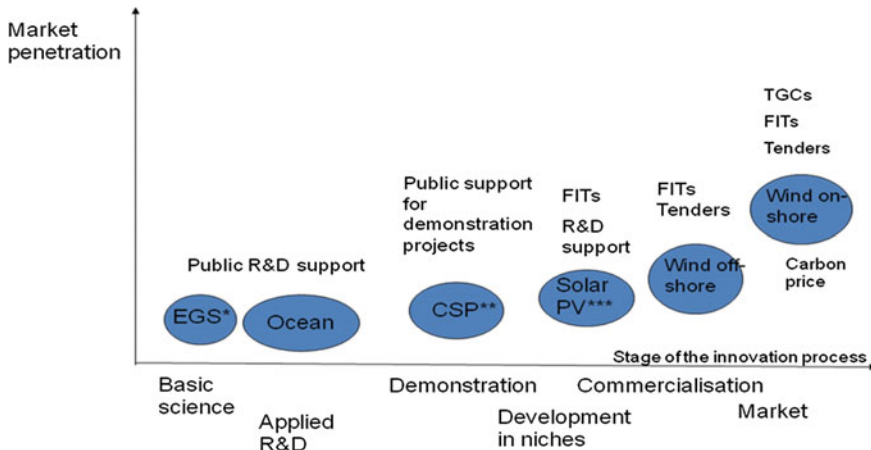 Market
penetration
TGCs
FITs
Tenders
Public support
for
demonstration
projects
FITs
R&D
support
FITs
Tenders
Wind on-
shore
Public R&D support
Carbon
price
EGS*
Ocean
CSP**
Solar
PV***
Wind off-
shore
Stage of the innovation process
Basic
science
Applied
R&D
Demonstration
Development
in niches
Commercialisation
Market